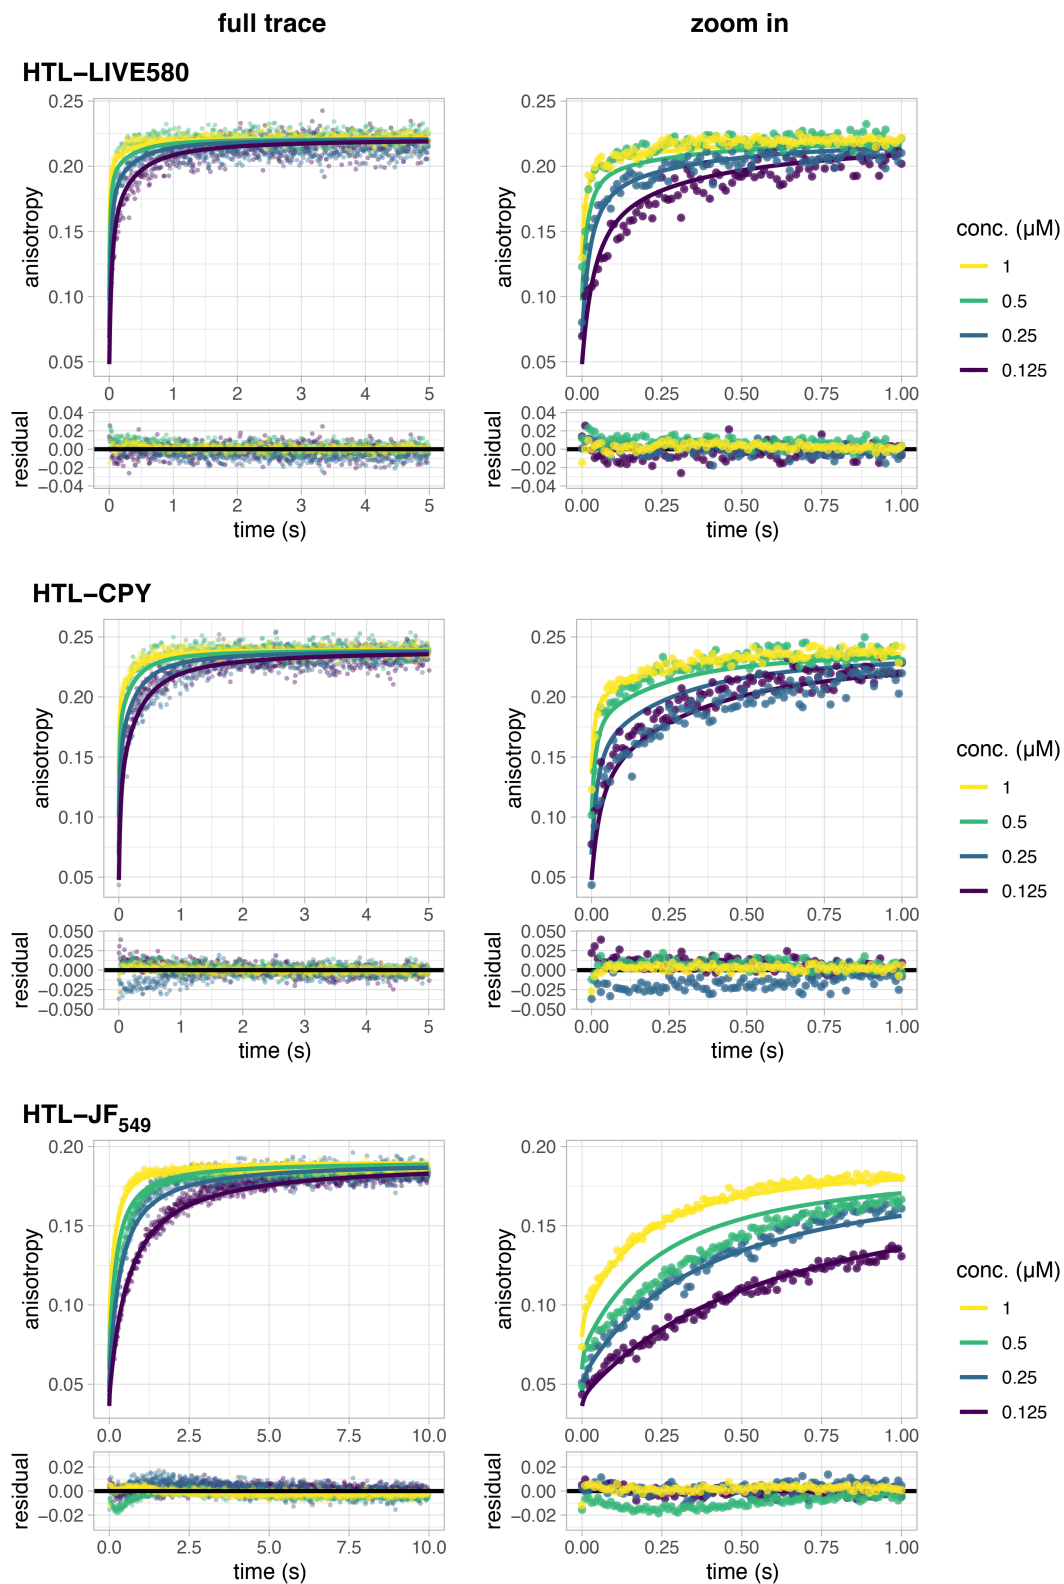 full trace zoom in
HTL−LIVE580
0.25 0.25
0.20 0.20
anisotropy anisotropy
0.15 0.15
0.10 0.10
0.05 0.05
0 1 2 3 4 5 0.00 0.25 0.50 0.75 1.00
conc. (µM)
1
0.5
0.25
0.125
0.04 0.04
0.02 0.02
residual residual
0.00 0.00
−0.02 −0.02
−0.04 −0.04
0 1 2 3 4 5 0.00 0.25 0.50 0.75 1.00
time (s) time (s)
HTL−CPY
0.25 0.25
0.20 0.20
anisotropy anisotropy
0.15 0.15
0.10 0.10
0.05 0.05
0 1 2 3 4 5 0.00 0.25 0.50 0.75 1.00
conc. (µM)
1
0.5
0.25
0.125
0.050 0.050
0.025 0.025
residual residual
0.000 0.000
−0.025 −0.025
−0.050 −0.050
0 1 2 3 4 5 0.00 0.25 0.50 0.75 1.00
time (s) time (s)
HTL−JF549
0.20 0.20
0.15 0.15
anisotropy anisotropy
0.10 0.10
0.05 0.05
0.0 2.5 5.0 7.5 10.0 0.00 0.25 0.50 0.75 1.00
conc. (µM)
1
0.5
0.25
0.125
0.02 0.02
residual residual
0.00 0.00
−0.02 −0.02
0.0 2.5 5.0 7.5 10.0 0.00 0.25 0.50 0.75 1.00
time (s) time (s)